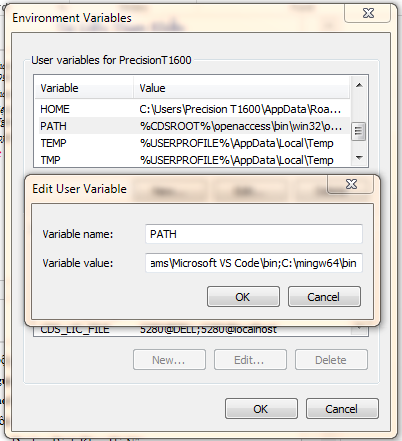 Environment Variables
User variables for PrecisionT1600
Variable Value
HOME C:\Users\Precision T1600\AppData\Roa...
PATH %CDSROOT%\openaccess\bin\win32\o...
TEMP %USERPROFILE%\AppData\Local\Temp
TMP %USERPROFILE%\AppData\Local\Temp
Edit User Variable
Variable name: PATH
Variable value: ams\Microsoft VS Code\bin;C:\mingw64\bin
OK Cancel
CDS_LIC_FILE 5280@DELL;5280@localhost
New... Edit... Delete
OK Cancel